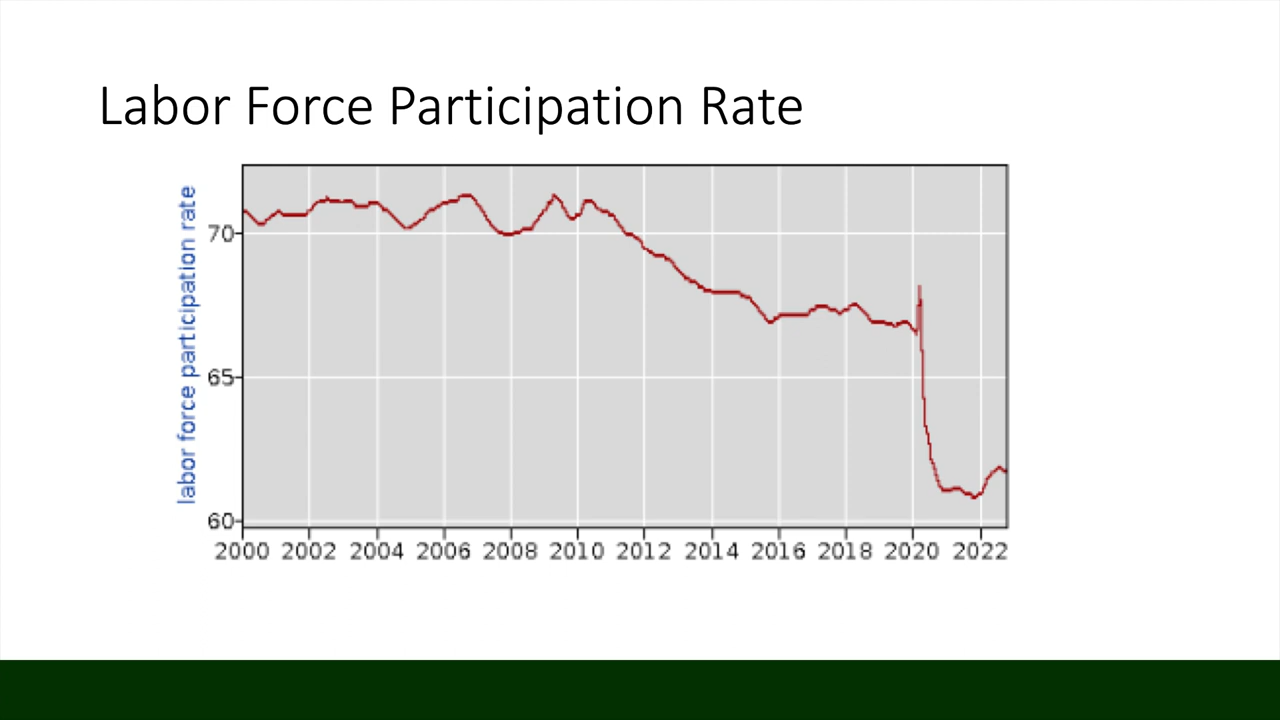 Labor Force Participation Rate
labor force participation rate
70
65
60
2000 2002 2004 2006 2008 2010 2012 2014 2016 2018 2020 2022